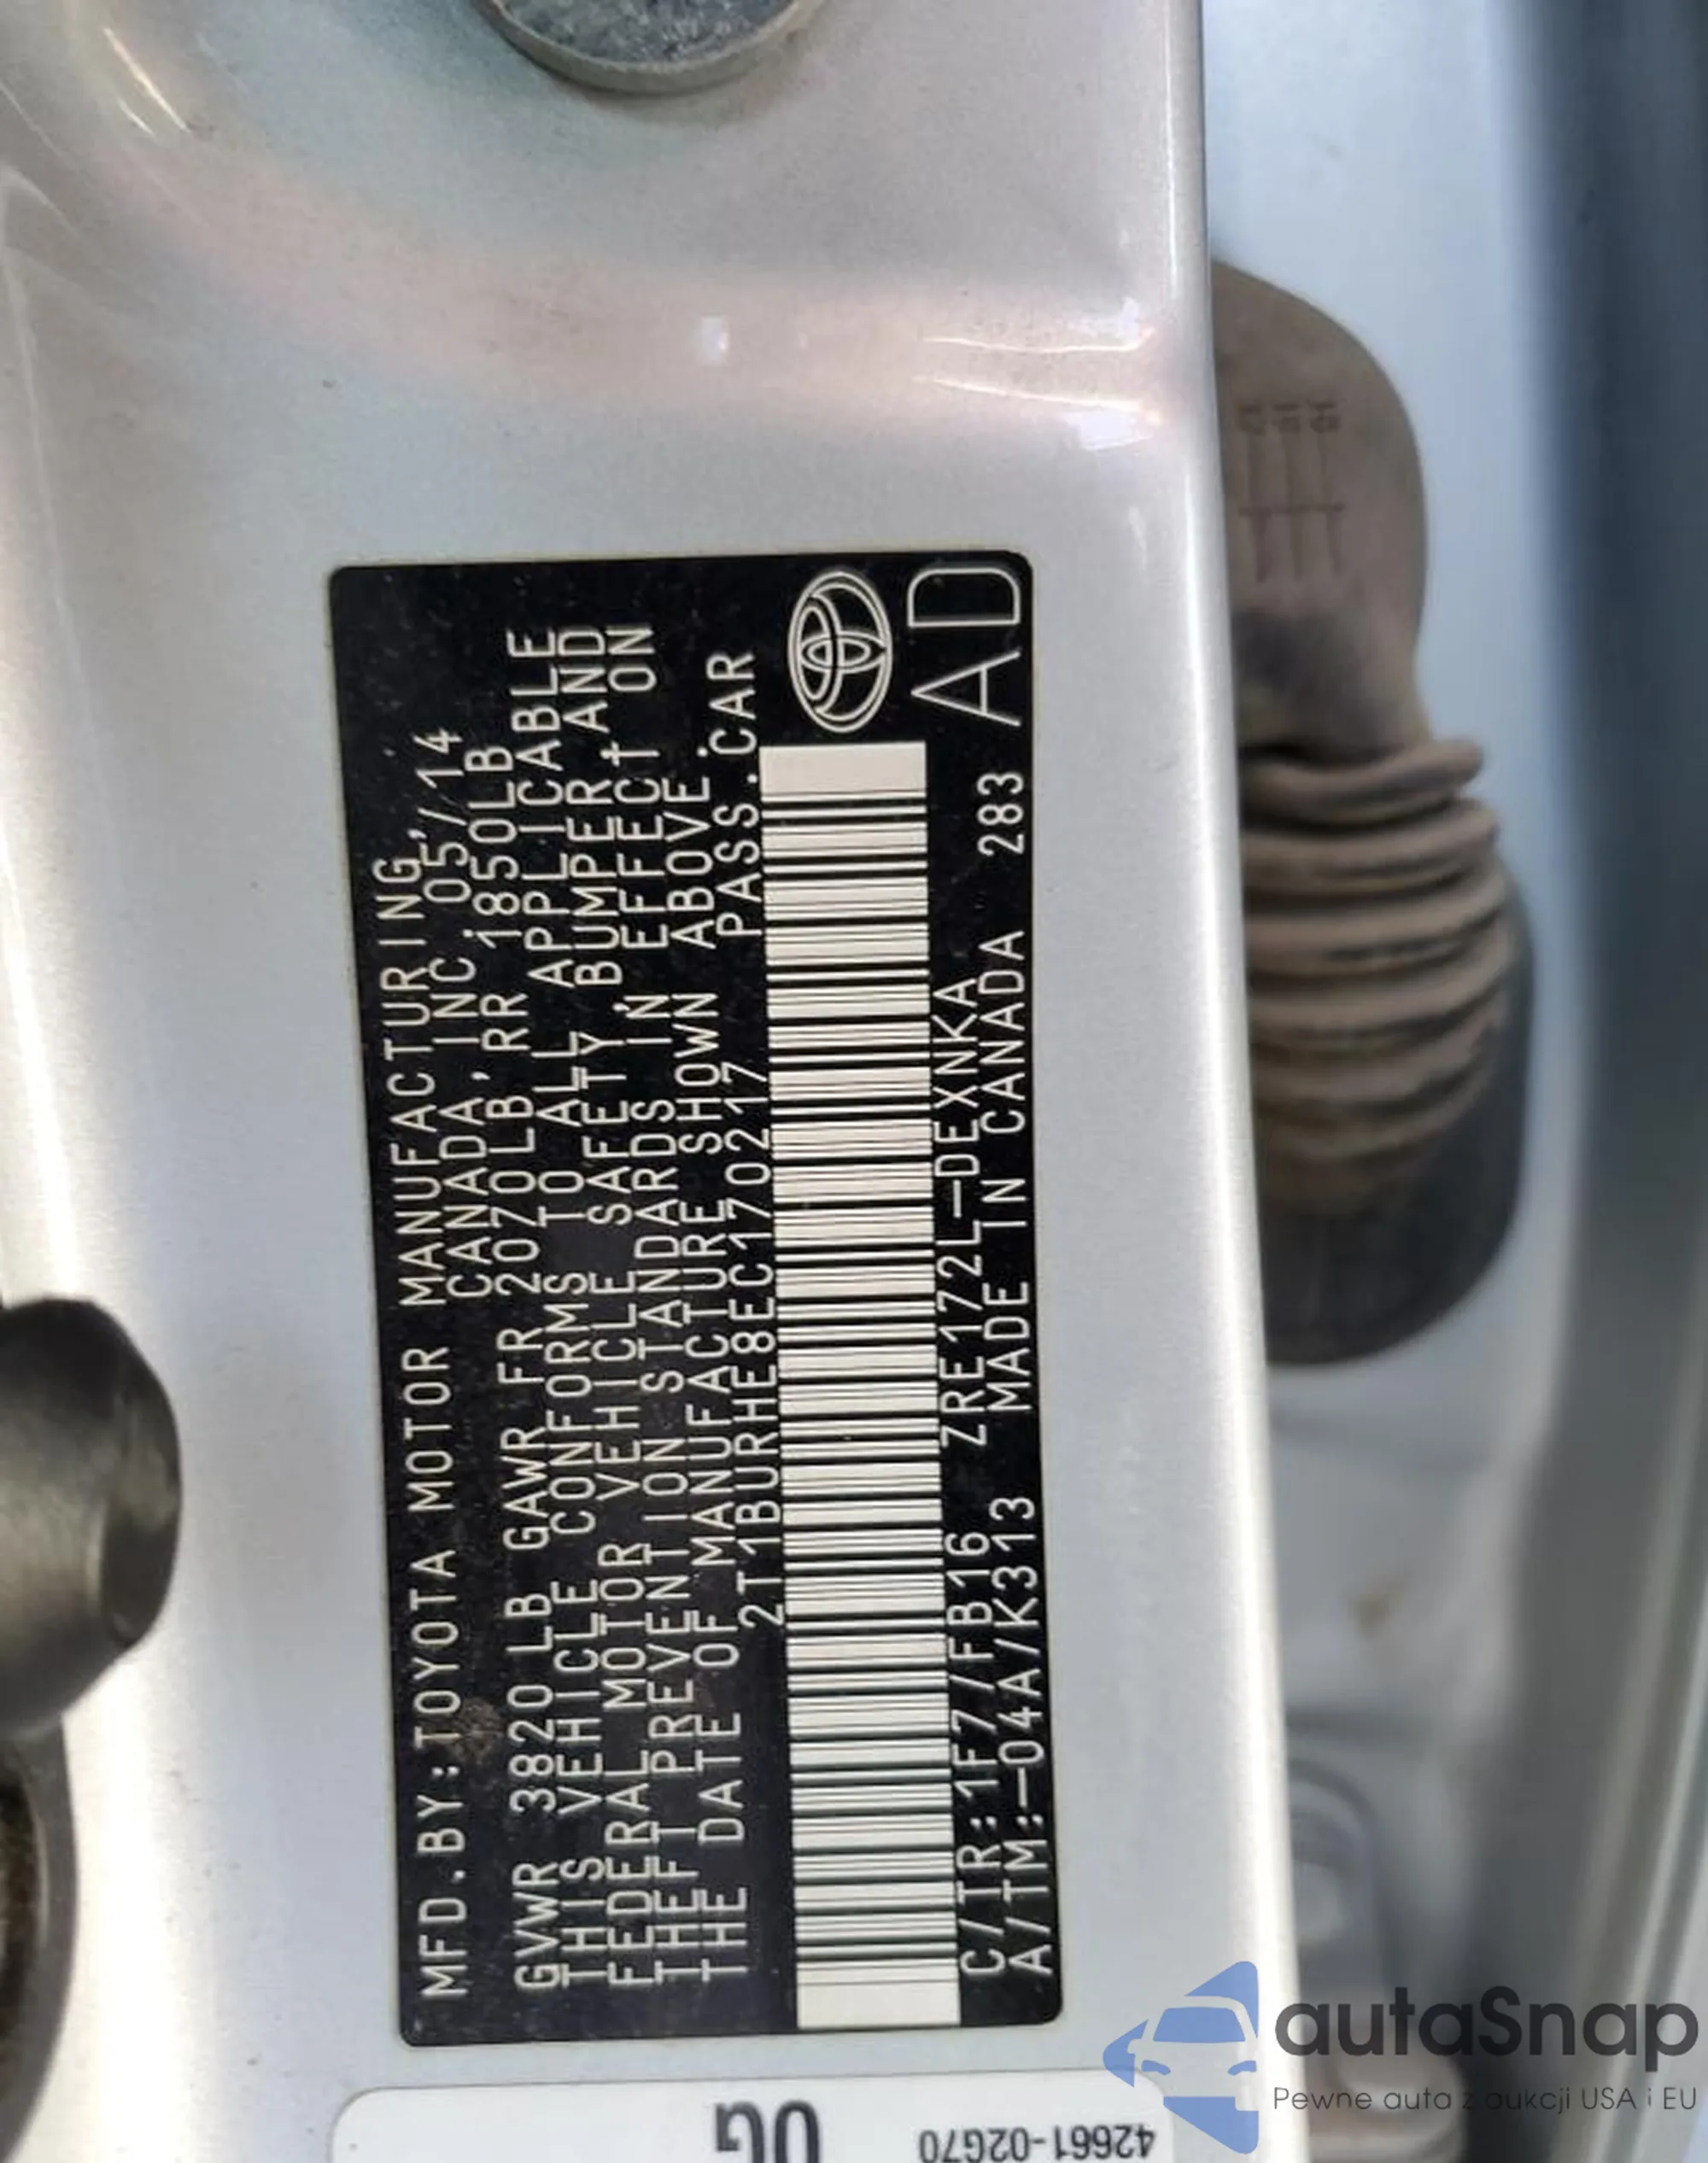 MFD.BY:TOYOTA MOTOR MANUFACTURING,
CANADA, INC. 05/14
GVWR 3820 LB GAWR FR 2070LB,RR 1850LB
THIS VEHICLE CONFORMS TO ALL APPLICABLE
FEDERAL MOTOR VEHICLE SAFETY, BUMPER, AND
THEFT PREVENTION STANDARDS IN EFFECT ON
THE DATE OF MANUFACTURE SHOWN ABOVE.
2T1BURHE8EC170217 PASS.CAR
C/TR:1F7/FB16 ZRE172L-DEXNKA
A/TM:-04A/K313 MADE IN CANADA 283
AD
42661-02G70
autaSnap
Pewne auta z aukcji USA i EU